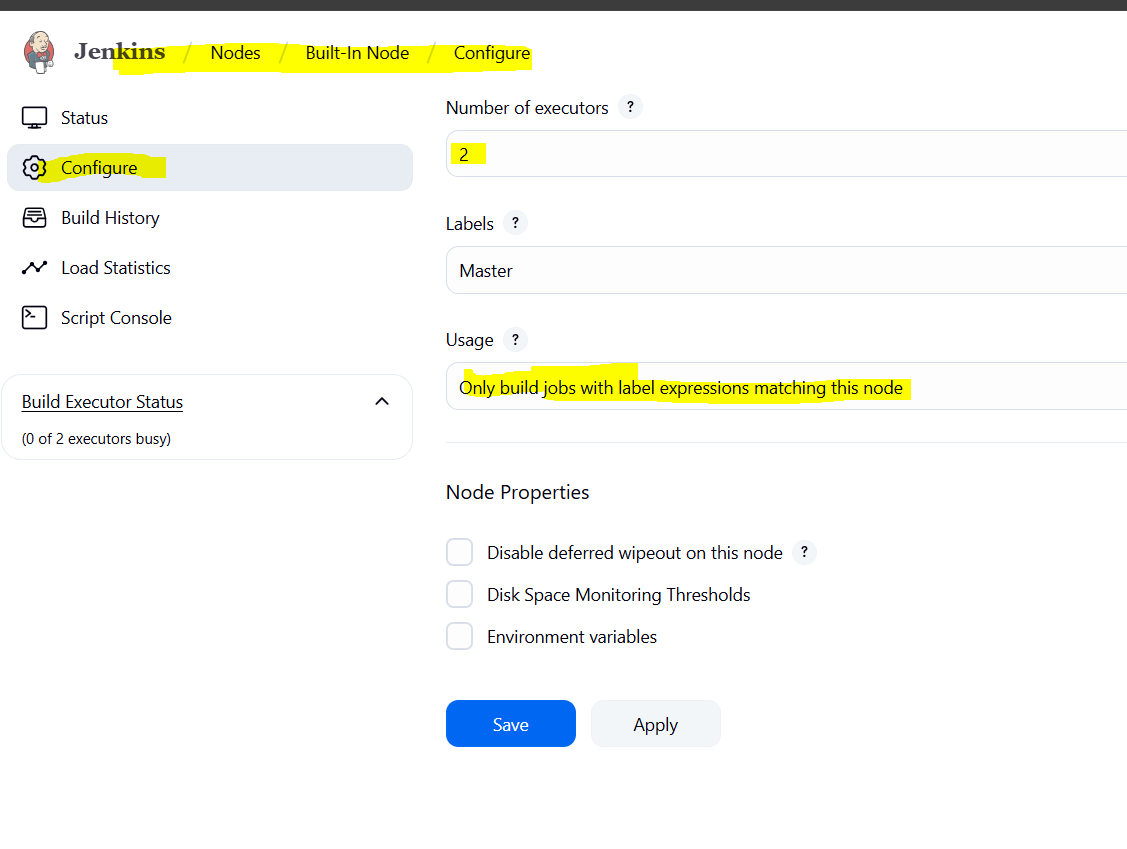 Jenkins / Nodes / Built-In Node / Configure
Status
Configure
Build History
Load Statistics
Script Console
Build Executor Status
(0 of 2 executors busy)
Number of executors ?
2
Labels ?
Master
Usage ?
Only build jobs with label expressions matching this node
Node Properties
Disable deferred wipeout on this node ?
Disk Space Monitoring Thresholds
Environment variables
Save Apply